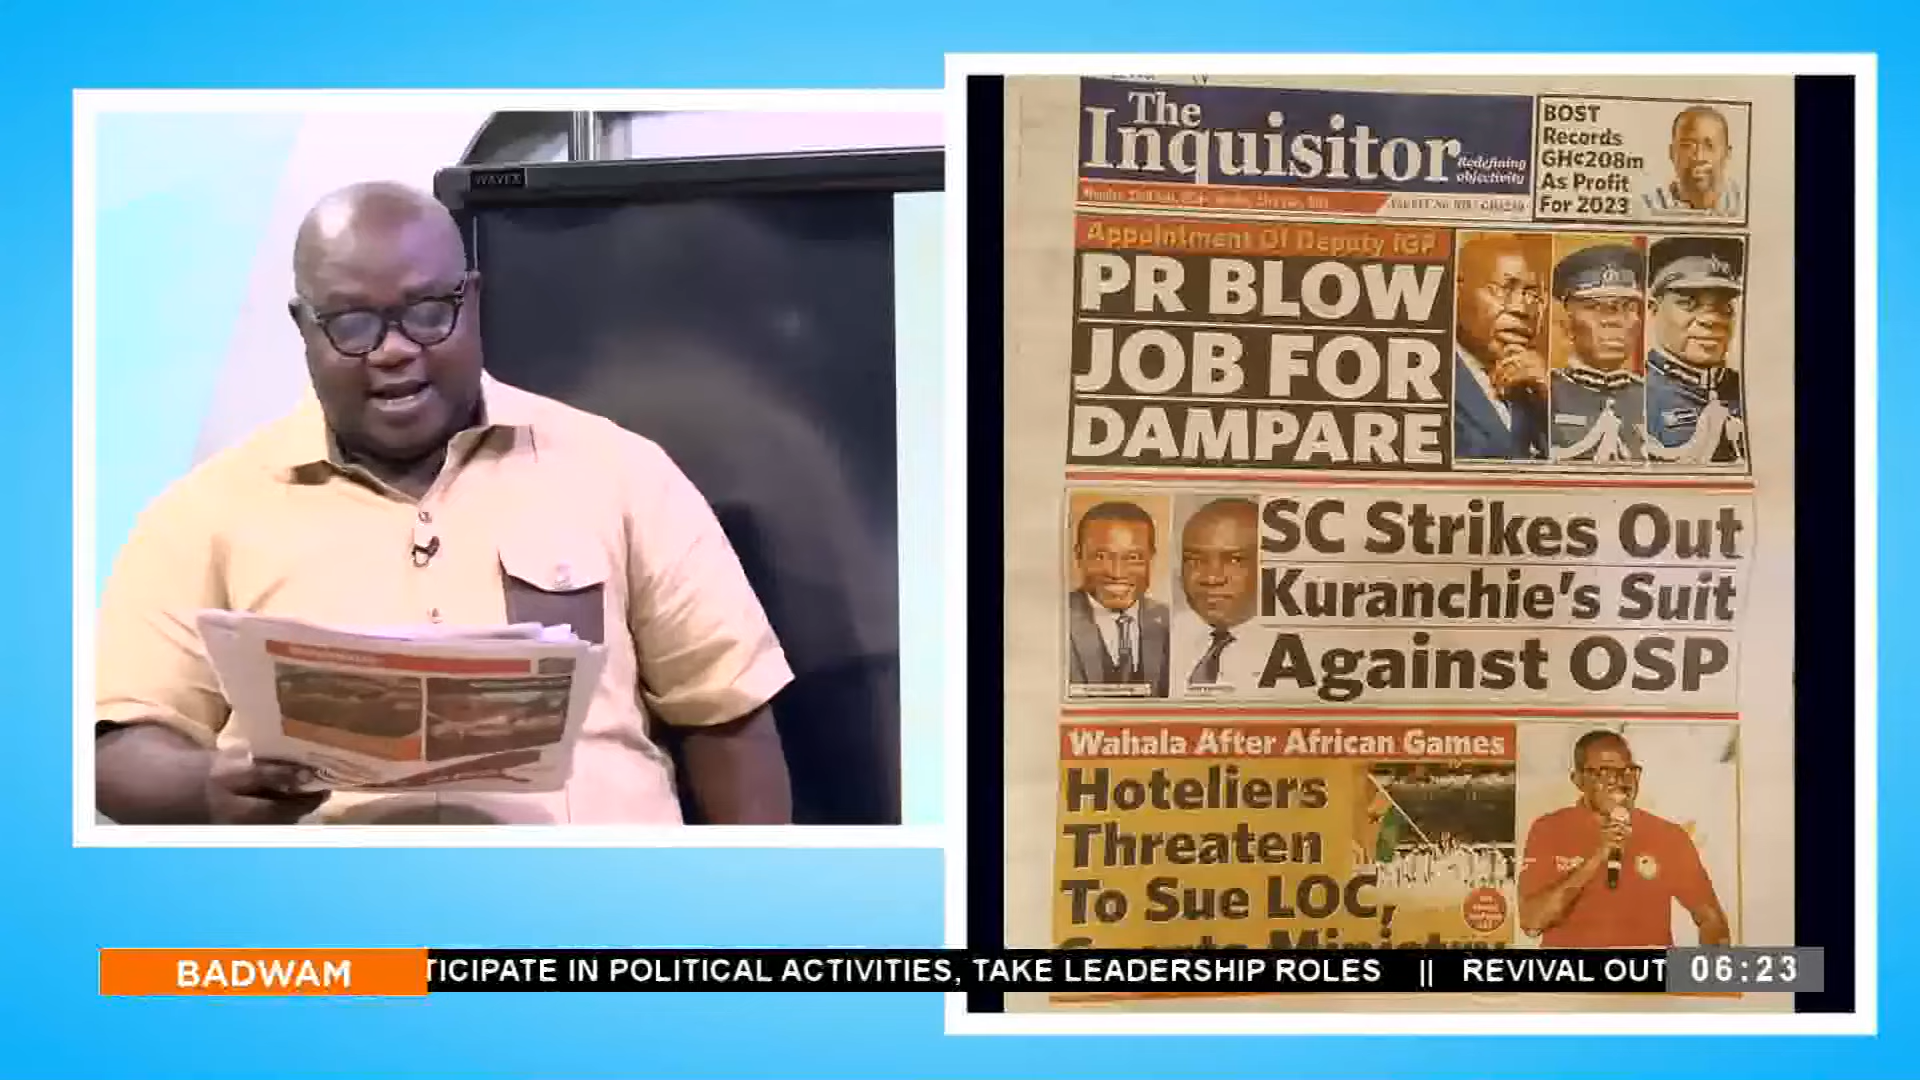 WAVEX
The
Inquisitor
Redefining
objectivity
BOST
Records
GH¢208m
As Profit
For 2023
Appointment Of Deputy IGP
PR BLOW
JOB FOR
DAMPARE
SC Strikes Out
Kuranchie's Suit
Against OSP
Wahala After African Games
Hoteliers
Threaten
To Sue LOC,
BADWAM
TICIPATE IN POLITICAL ACTIVITIES, TAKE LEADERSHIP ROLES || REVIVAL OUT
06:23